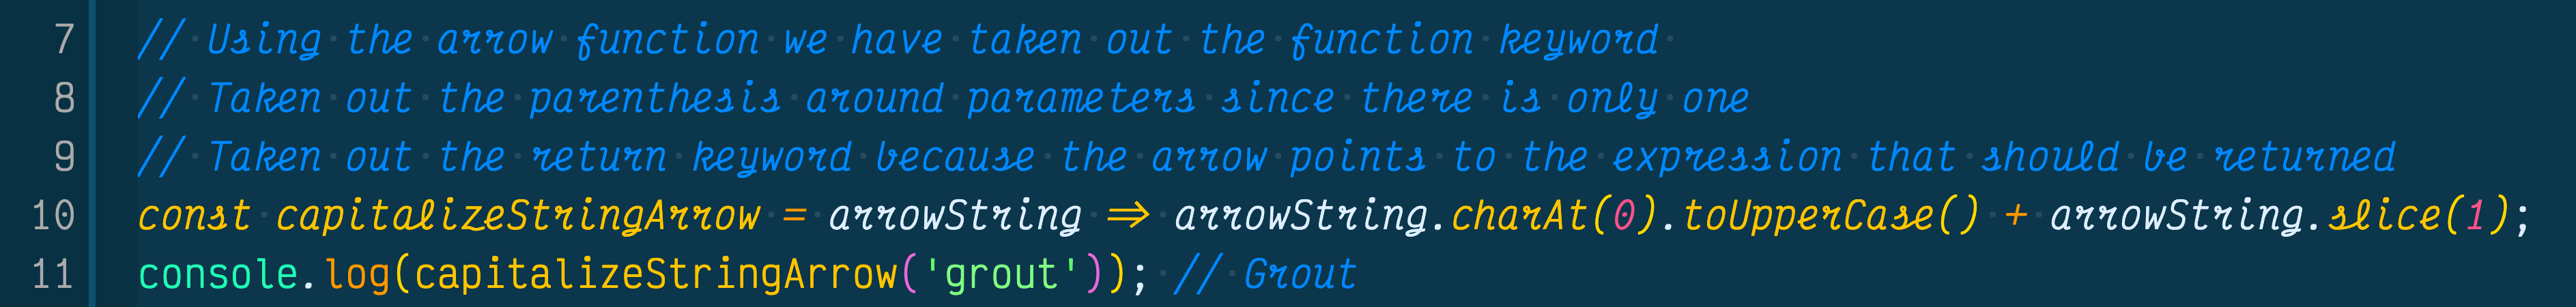 7 // Using the arrow function we have taken out the function keyword
8 // Taken out the parenthesis around parameters since there is only one
9 // Taken out the return keyword because the arrow points to the expression that should be returned
10 const capitalizeStringArrow = arrowString => arrowString.charAt(0).toUpperCase() + arrowString.slice(1);
11 console.log(capitalizeStringArrow('grout')); // Grout